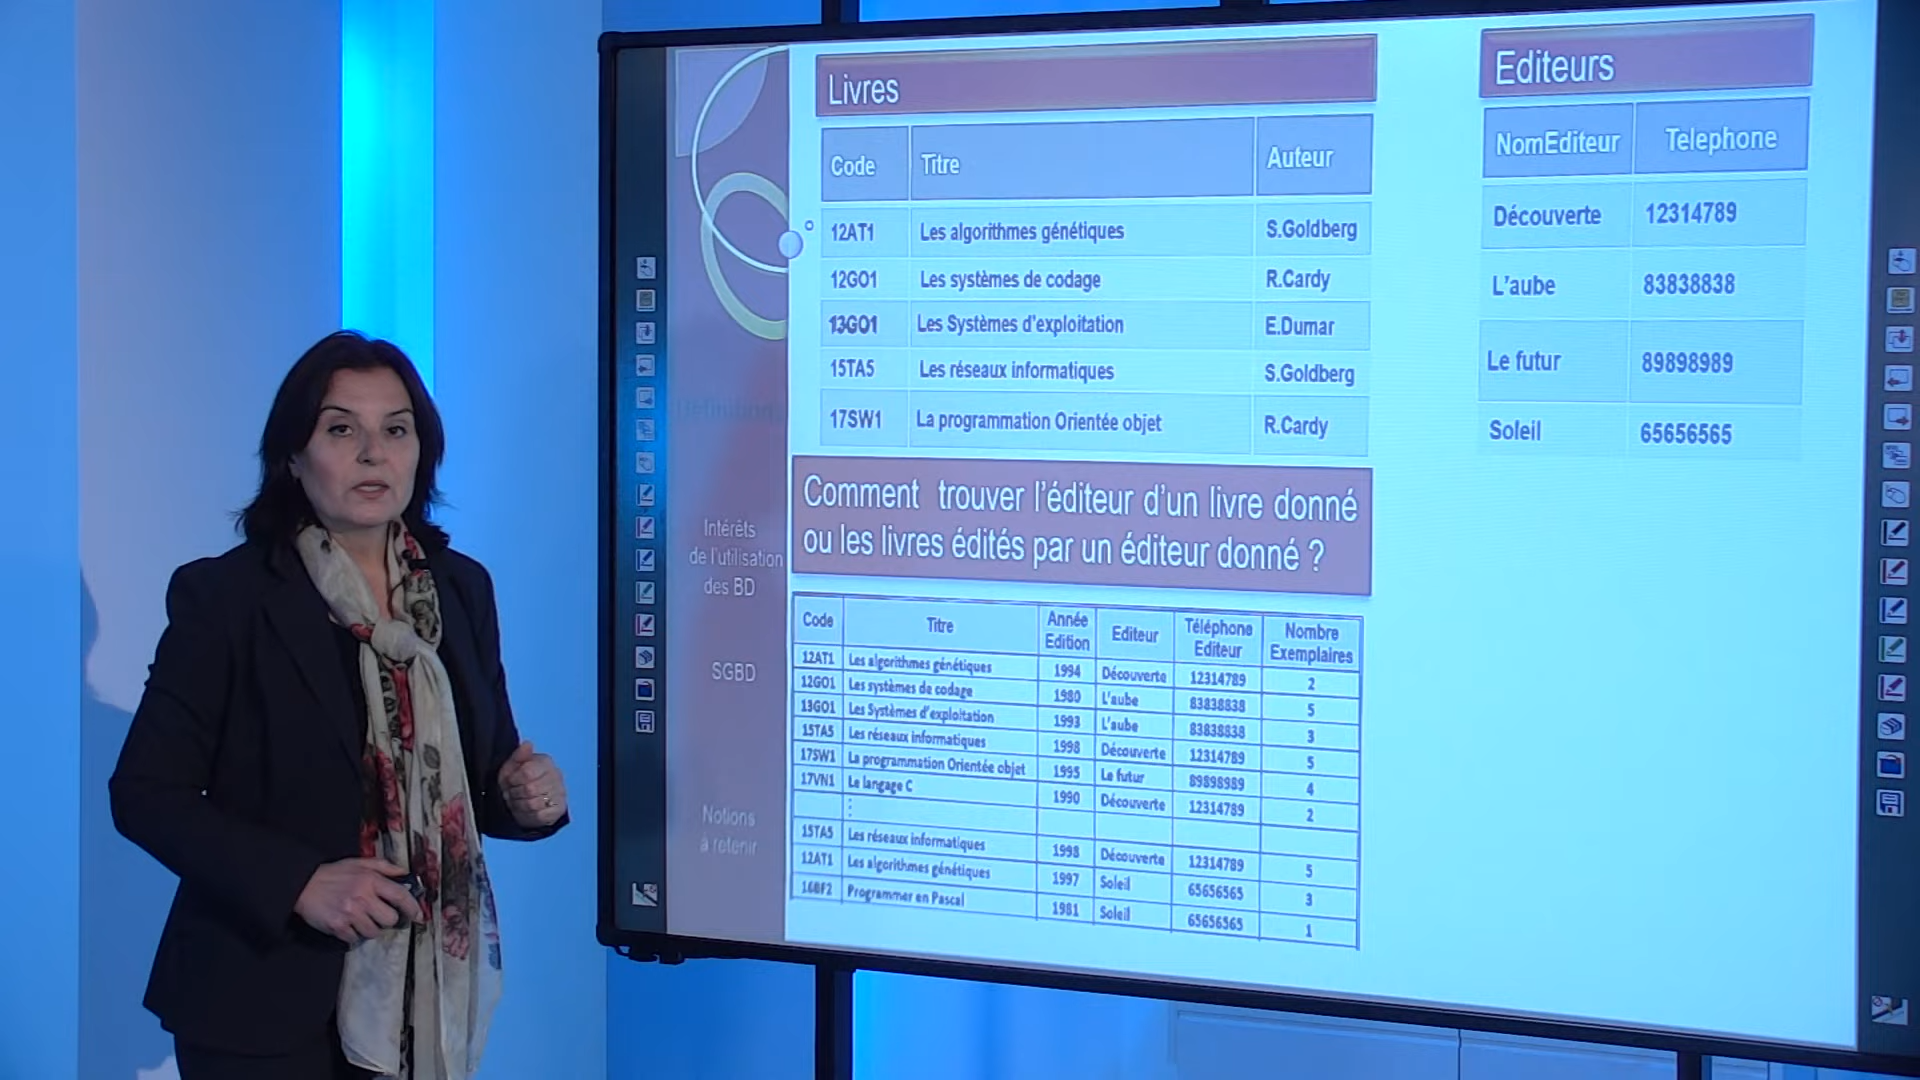 Livres
Code Titre Auteur
12AT1 Les algorithmes génétiques S.Goldberg
12GO1 Les systèmes de codage R.Cardy
13GO1 Les Systèmes d'exploitation E.Dumar
15TA5 Les réseaux informatiques S.Goldberg
17SW1 La programmation Orientée objet R.Cardy
Editeurs
NomEditeur Telephone
Découverte 12314789
L'aube 83838838
Le futur 89898989
Soleil 65656565
Définition
Intérêts
de l'utilisation
des BD
SGBD
Notions
à retenir
Comment trouver l'éditeur d'un livre donné
ou les livres édités par un éditeur donné ?
Code Titre Année Edition Editeur Téléphone Editeur Nombre Exemplaires
12AT1 Les algorithmes génétiques 1994 Découverte 12314789 2
12GO1 Les systèmes de codage 1980 L'aube 83838838 5
13GO1 Les Systèmes d'exploitation 1993 L'aube 83838838 3
15TA5 Les réseaux informatiques 1998 Découverte 12314789 5
17SW1 La programmation Orientée objet 1995 Le futur 89898989 4
17VN1 Le langage C 1990 Découverte 12314789 2
15TA5 Les réseaux informatiques 1998 Découverte 12314789 5
12AT1 Les algorithmes génétiques 1997 Soleil 65656565 3
16BF2 Programmer en Pascal 1981 Soleil 65656565 1